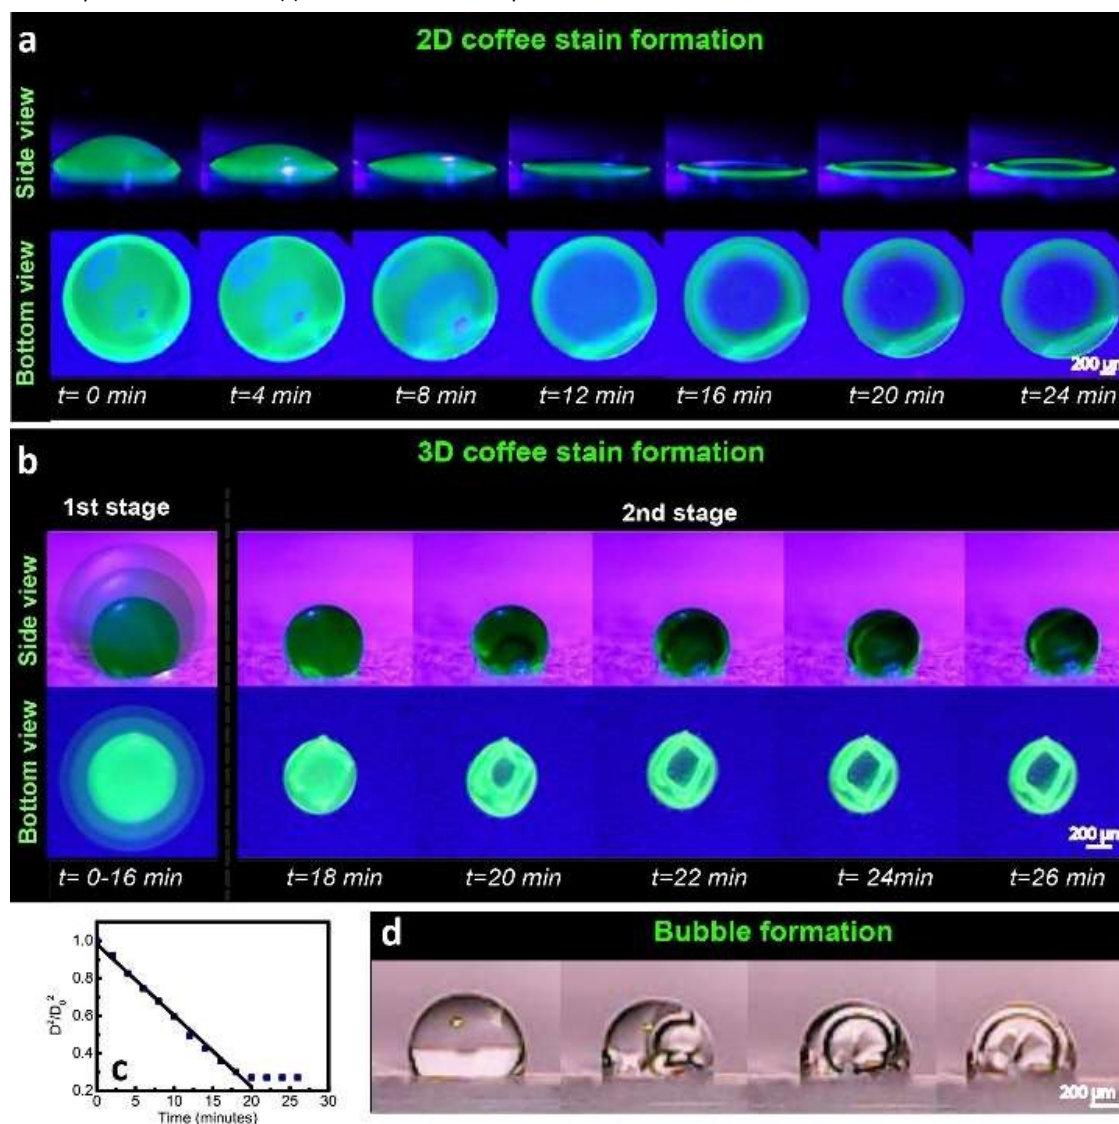 a
2D coffee stain formation
Side view
Bottom view
200 µm
t= 0 min
t=4 min
t=8 min
t=12 min
t=16 min
t=20 min
t=24 min
b
3D coffee stain formation
1st stage
2nd stage
Side view
Bottom view
200 µm
t= 0-16 min
t=18 min
t=20 min
t=22 min
t= 24min
t=26 min
c
D²/D₀²
1.0
0.8
0.6
0.4
0.2
0 5 10 15 20 25 30
Time (minutes)
d
Bubble formation
200 µm